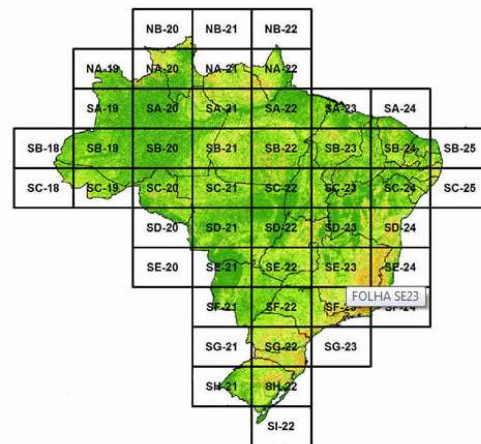 NB-20 NB-21 NB-22
NA-19 NA-20 NA-21 NA-22
SA-19 SA-20 SA-21 SA-22 SA-23 SA-24
SB-18 SB-19 SB-20 SB-21 SB-22 SB-23 SB-24 SB-25
SC-18 SC-19 SC-20 SC-21 SC-22 SC-23 SC-24 SC-25
SD-20 SD-21 SD-22 SD-23 SD-24
SE-20 SE-21 SE-22 SE-23 SE-24
FOLHA SE23
SF-21 SF-22 SF-23 SF-24
SG-21 SG-22 SG-23
SH-21 SH-22
SI-22